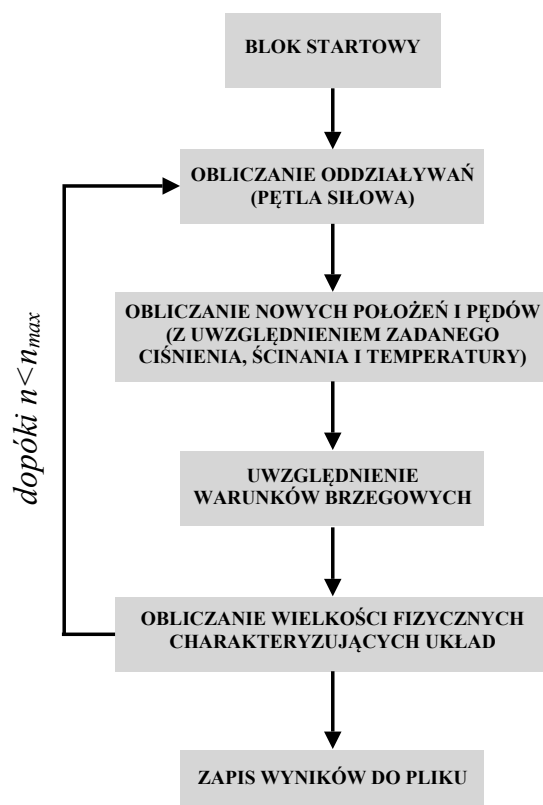 BLOK STARTOWY
OBLICZANIE ODDZIAŁYWAŃ
(PĘTLA SIŁOWA)
OBLICZANIE NOWYCH POŁOŻEŃ I PĘDÓW
(Z UWZGLĘDNIENIEM ZADANEGO
CIŚNIENIA, ŚCINANIA I TEMPERATURY)
dopóki n<nmax
UWZGLĘDNIENIE
WARUNKÓW BRZEGOWYCH
OBLICZANIE WIELKOŚCI FIZYCZNYCH
CHARAKTERYZUJĄCYCH UKŁAD
ZAPIS WYNIKÓW DO PLIKU